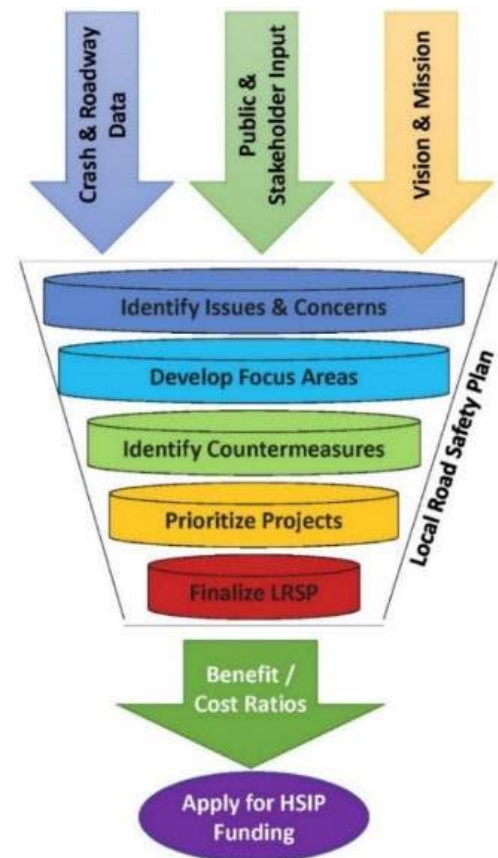 Crash & Roadway
Data
Public &
Stakeholder Input
Vision & Mission
Identify Issues & Concerns
Develop Focus Areas
Identify Countermeasures
Prioritize Projects
Finalize LRSP
Local Road Safety Plan
Benefit /
Cost Ratios
Apply for HSIP
Funding